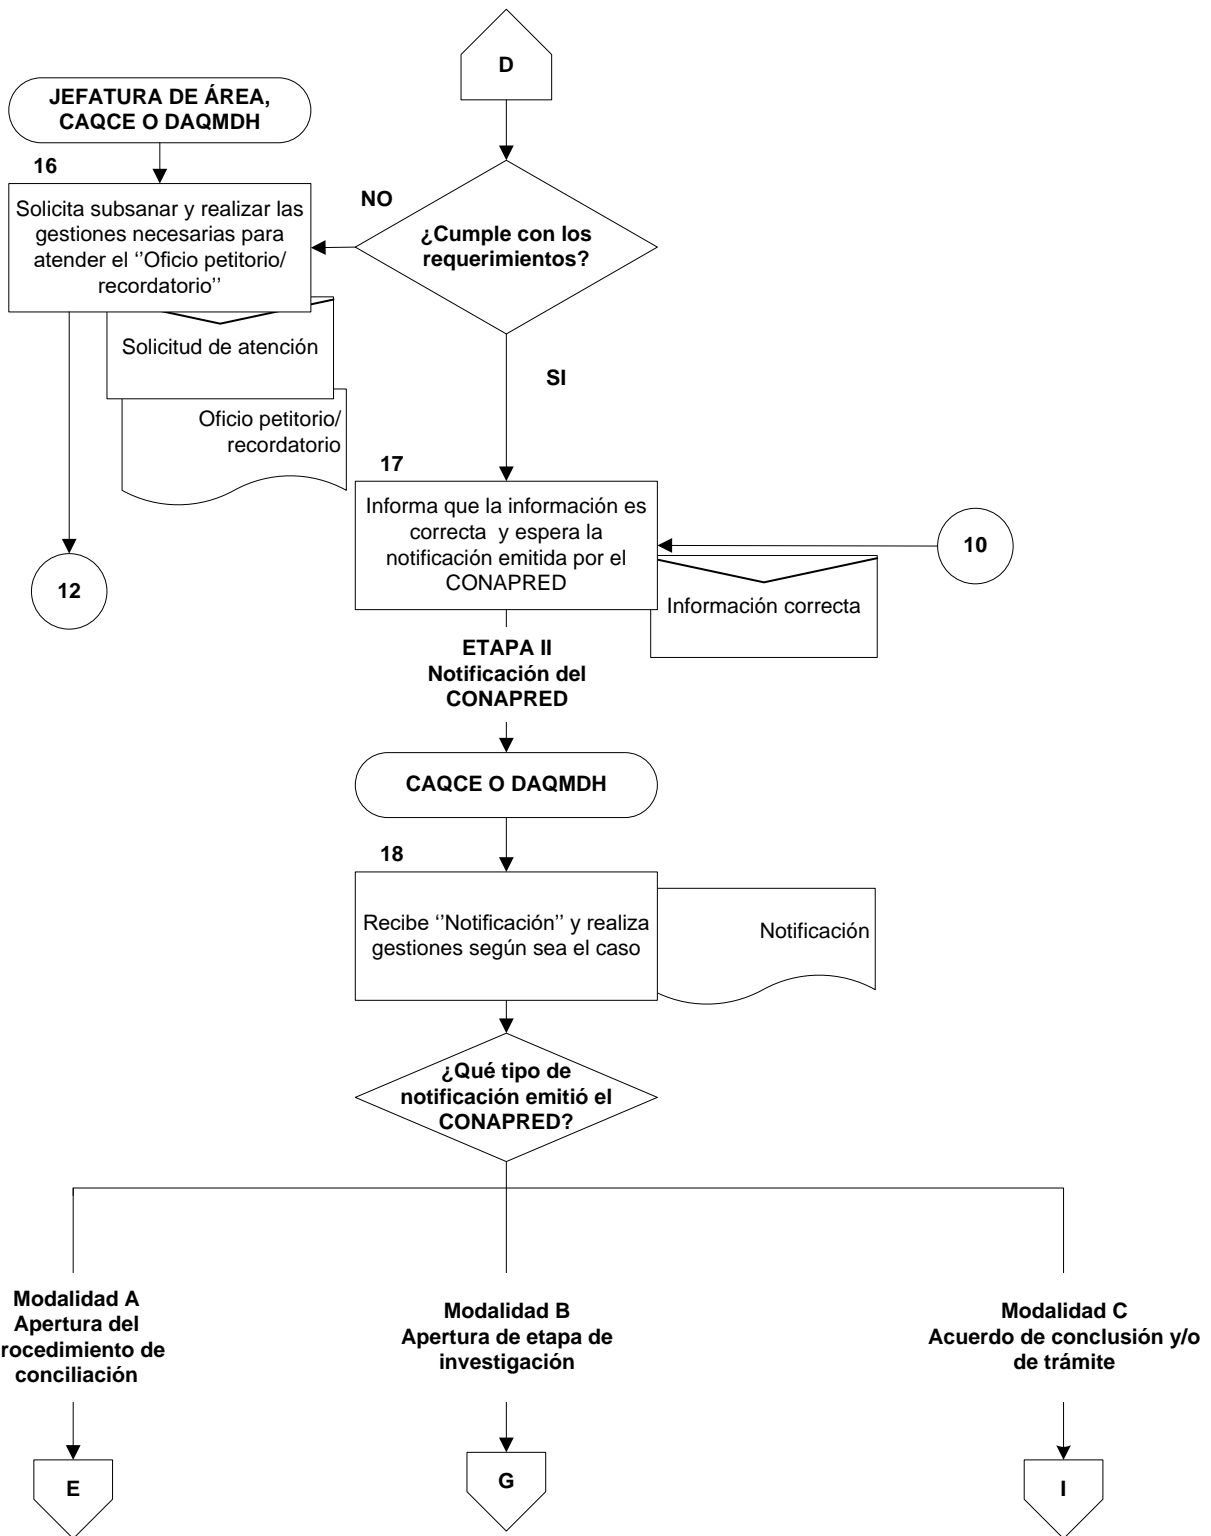 D
JEFATURA DE ÁREA,
CAQCE O DAQMDH
16
Solicita subsanar y realizar las
gestiones necesarias para
atender el ‘’Oficio petitorio/
recordatorio’’
NO
¿Cumple con los
requerimientos?
Solicitud de atención
Oficio petitorio/
recordatorio
SI
12
17
Informa que la información es
correcta y espera la
notificación emitida por el
CONAPRED
10
Información correcta
ETAPA II
Notificación del
CONAPRED
CAQCE O DAQMDH
18
Recibe ‘’Notificación’’ y realiza
gestiones según sea el caso
Notificación
¿Qué tipo de
notificación emitió el
CONAPRED?
Modalidad A
Apertura del
rocedimiento de
conciliación
Modalidad B
Apertura de etapa de
investigación
Modalidad C
Acuerdo de conclusión y/o
de trámite
E
G
I